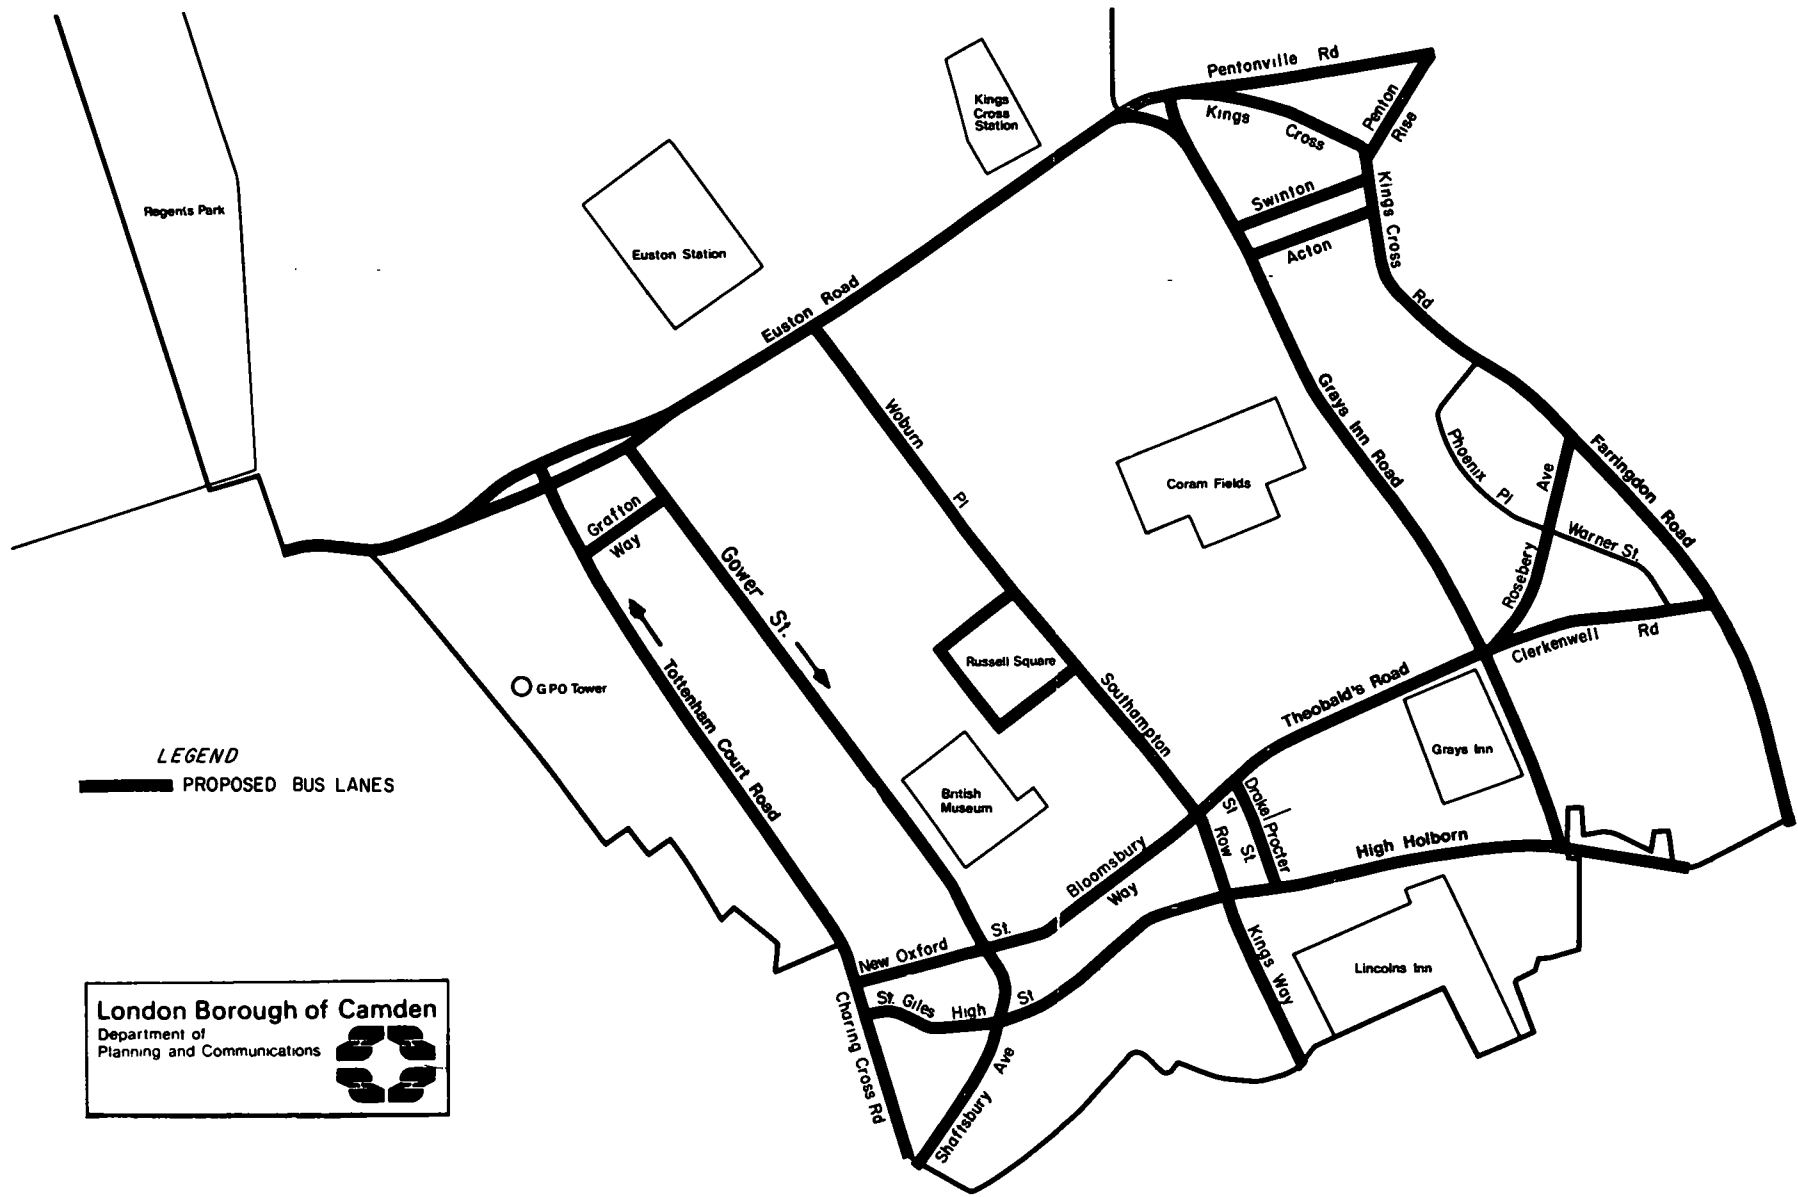 Pentonville Rd
Kings Cross
Penton Rise
Kings
Cross
Station
Swinton
Acton
Kings Cross Rd
Regents Park
Euston Station
Euston Road
Woburn Pl
Grays Inn Road
Coram Fields
Phoenix Pl
Rosebery Ave
Warner St.
Farringdon Road
Grafton Way
Gower St.
Russell Square
Southampton
St Row
Theobald's Road
Clerkenwell Rd
GPO Tower
Tottenham Court Road
British
Museum
Drake St
Procter
Grays Inn
High Holborn
Bloomsbury Way
New Oxford St.
St. Giles High St
Kings Way
Lincolns Inn
Charing Cross Rd
Shaftsbury Ave
LEGEND
PROPOSED BUS LANES
London Borough of Camden
Department of
Planning and Communications